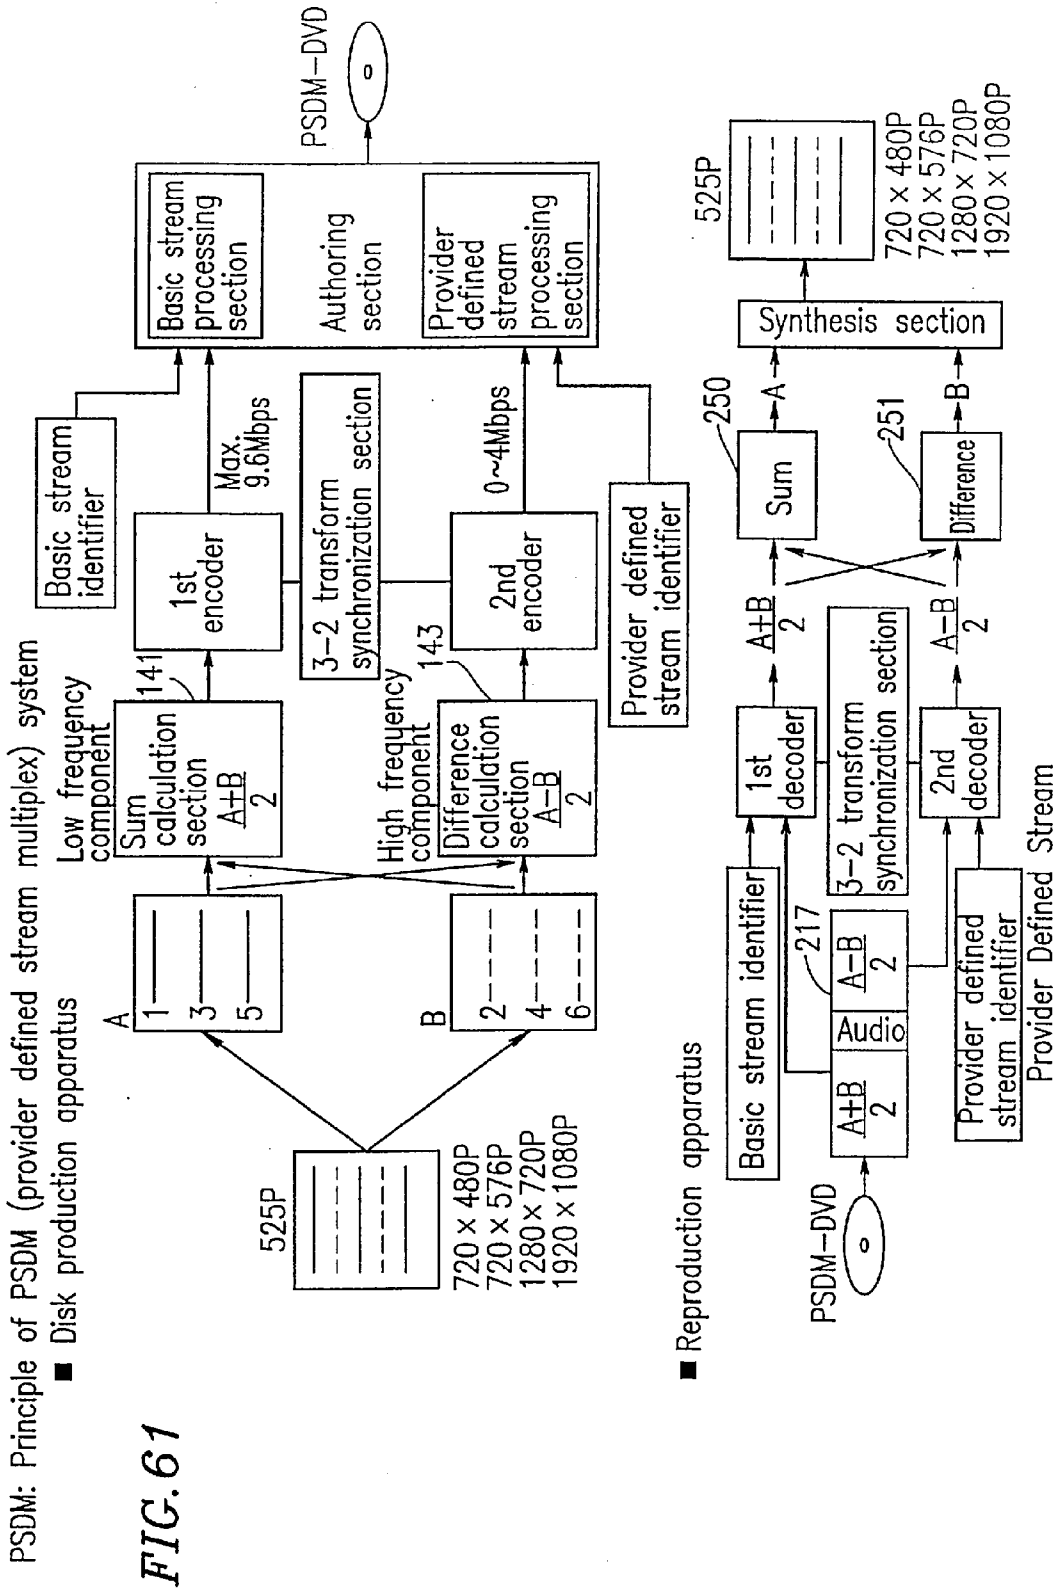 FIG.61
PSDM: Principle of PSDM (provider defined stream multiplex) system
■ Disk production apparatus
525P
720×480P
720×576P
1280×720P
1920×1080P
A
1
3
5
B
2
4
6
Low frequency
component
Sum
calculation
section
A+B
2
141
High frequency
component
Difference
calculation
section
A−B
2
143
1st
encoder
3−2 transform
synchronization section
2nd
encoder
Basic stream
identifier
Max.
9.6Mbps
0~4Mbps
Provider defined
stream identifier
Basic stream
processing
section
Authoring
section
Provider
defined
stream
processing
section
PSDM−DVD
■ Reproduction apparatus
PSDM−DVD
A+B
2
Audio
A−B
2
217
Basic stream identifier
Provider defined
stream identifier
Provider Defined Stream
1st
decoder
3−2 transform
synchronization section
2nd
decoder
A+B
2
A−B
2
Sum
250
Difference
251
A
B
Synthesis section
525P
720×480P
720×576P
1280×720P
1920×1080P